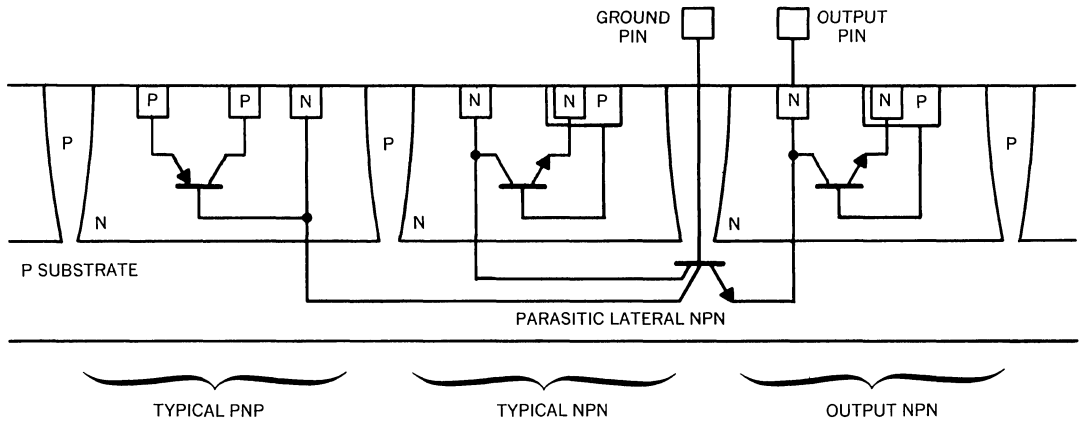 GROUND
PIN
OUTPUT
PIN
P P N N N P N N P
P P P
N N N
P SUBSTRATE
PARASITIC LATERAL NPN
TYPICAL PNP TYPICAL NPN OUTPUT NPN